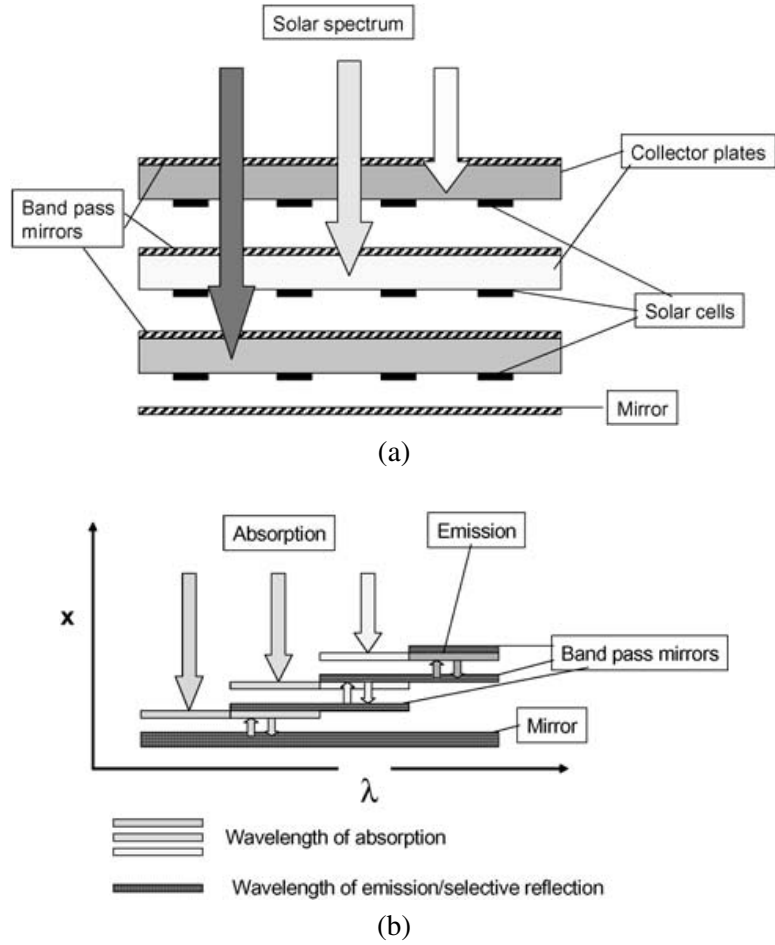 Solar spectrum
Collector plates
Band pass
mirrors
Solar cells
Mirror
(a)
Absorption
Emission
x
Band pass mirrors
Mirror
λ
Wavelength of absorption
Wavelength of emission/selective reflection
(b)